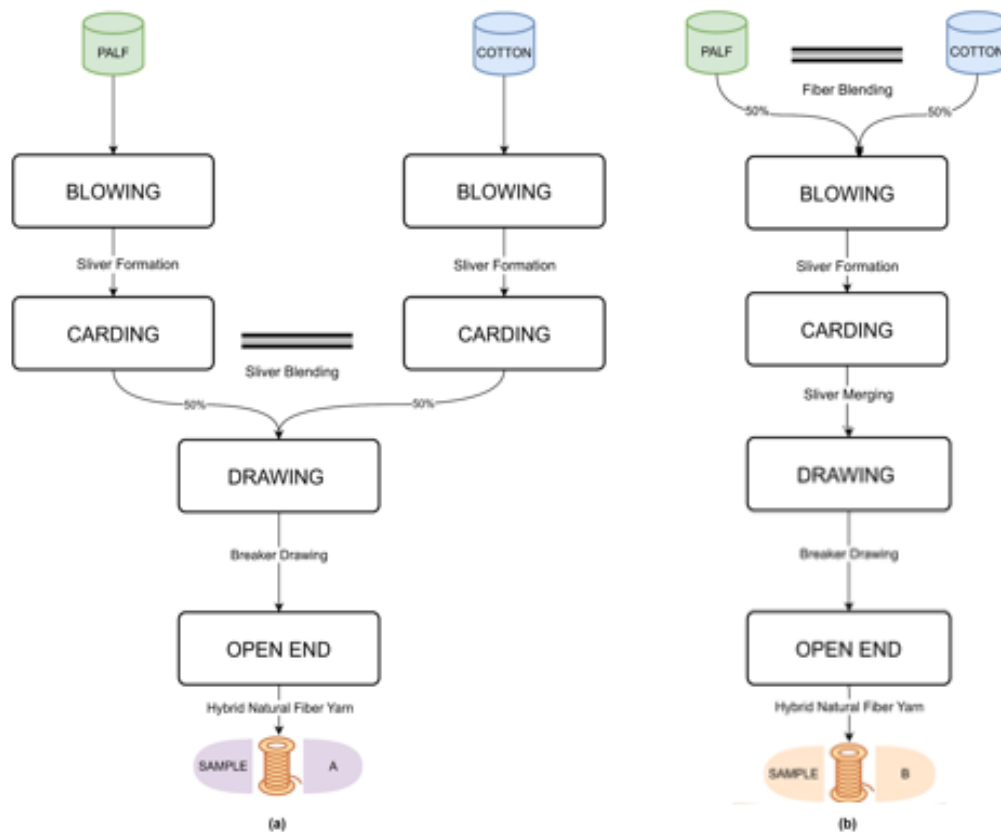 PALF
COTTON
BLOWING
BLOWING
Sliver Formation
Sliver Formation
CARDING
CARDING
Sliver Blending
50%
50%
DRAWING
Breaker Drawing
OPEN END
Hybrid Natural Fiber Yarn
SAMPLE
A
(a)
PALF
COTTON
Fiber Blending
50%
50%
BLOWING
Sliver Formation
CARDING
Sliver Merging
DRAWING
Breaker Drawing
OPEN END
Hybrid Natural Fiber Yarn
SAMPLE
B
(b)